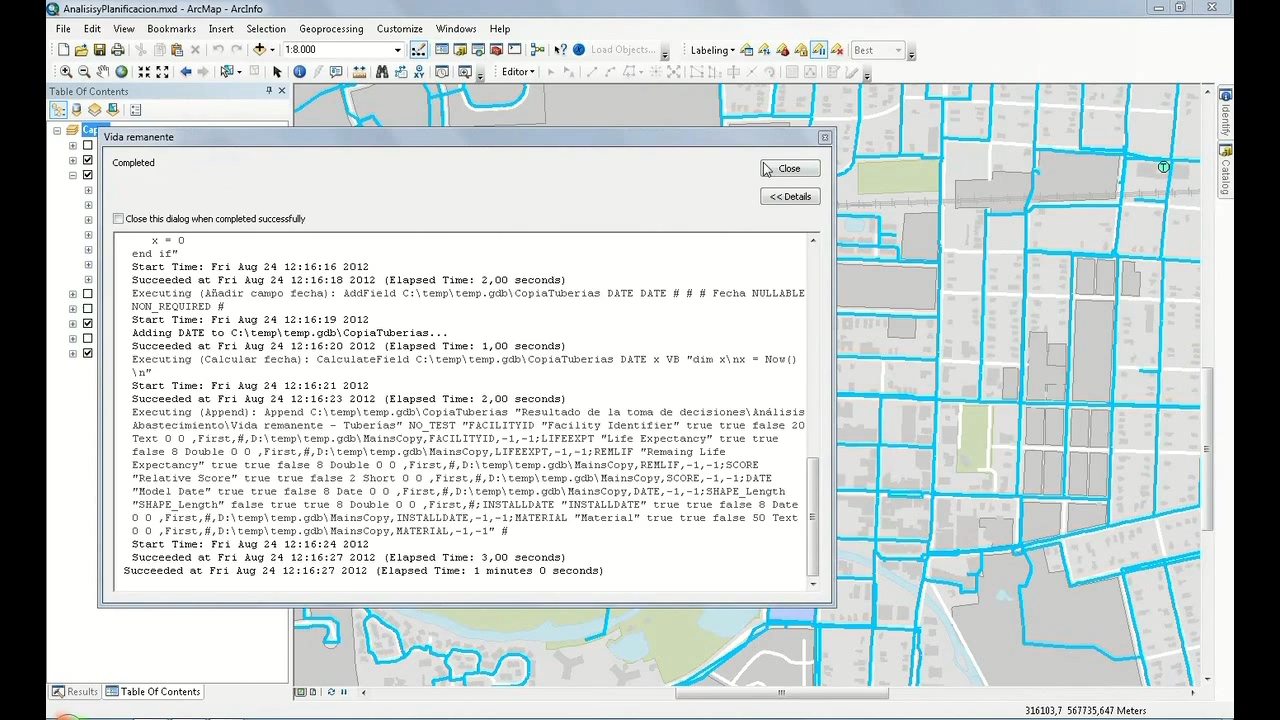 AnalisisyPlanificacion.mxd - ArcMap - ArcInfo
File Edit View Bookmarks Insert Selection Geoprocessing Customize Windows Help
1:8.000 Load Objects... Labeling Best
Editor
Table Of Contents
Identify
Catalog
Vida remanente
Completed
Close
<< Details
Close this dialog when completed successfully
x = 0
end if"
Start Time: Fri Aug 24 12:16:16 2012
Succeeded at Fri Aug 24 12:16:18 2012 (Elapsed Time: 2,00 seconds)
Executing (Añadir campo fecha): AddField C:\temp\temp.gdb\CopiaTuberias DATE DATE # # # Fecha NULLABLE
NON_REQUIRED #
Start Time: Fri Aug 24 12:16:19 2012
Adding DATE to C:\temp\temp.gdb\CopiaTuberias...
Succeeded at Fri Aug 24 12:16:20 2012 (Elapsed Time: 1,00 seconds)
Executing (Calcular fecha): CalculateField C:\temp\temp.gdb\CopiaTuberias DATE x VB "dim x\nx = Now()
\n"
Start Time: Fri Aug 24 12:16:21 2012
Succeeded at Fri Aug 24 12:16:23 2012 (Elapsed Time: 2,00 seconds)
Executing (Append): Append C:\temp\temp.gdb\CopiaTuberias "Resultado de la toma de decisiones\Análisis
Abastecimiento\Vida remanente - Tuberias" NO_TEST "FACILITYID "Facility Identifier" true true false 20
Text 0 0 ,First,#,D:\temp\temp.gdb\MainsCopy,FACILITYID,-1,-1;LIFEEXPT "Life Expectancy" true true
false 8 Double 0 0 ,First,#,D:\temp\temp.gdb\MainsCopy,LIFEEXPT,-1,-1;REMLIF "Remaing Life
Expectancy" true true false 8 Double 0 0 ,First,#,D:\temp\temp.gdb\MainsCopy,REMLIF,-1,-1;SCORE
"Relative Score" true true false 2 Short 0 0 ,First,#,D:\temp\temp.gdb\MainsCopy,SCORE,-1,-1;DATE
"Model Date" true true false 8 Date 0 0 ,First,#,D:\temp\temp.gdb\MainsCopy,DATE,-1,-1;SHAPE_Length
"SHAPE_Length" false true true 8 Double 0 0 ,First,#;INSTALLDATE "INSTALLDATE" true true false 8 Date
0 0 ,First,#,D:\temp\temp.gdb\MainsCopy,INSTALLDATE,-1,-1;MATERIAL "Material" true true false 50 Text
0 0 ,First,#,D:\temp\temp.gdb\MainsCopy,MATERIAL,-1,-1" #
Start Time: Fri Aug 24 12:16:24 2012
Succeeded at Fri Aug 24 12:16:27 2012 (Elapsed Time: 3,00 seconds)
Succeeded at Fri Aug 24 12:16:27 2012 (Elapsed Time: 1 minutes 0 seconds)
Results Table Of Contents
316103,7 567735,647 Meters